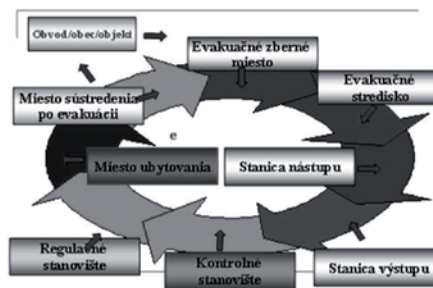 Obvod/obec/objekt
Evakuačné zberné
miesto
Evakuačné
stredisko
Miesto sústredenia
po evakuácii
e
Miesto ubytovania
Stanica nástupu
Regulačné
stanovište
Kontrolné
stanovište
Stanica výstupu